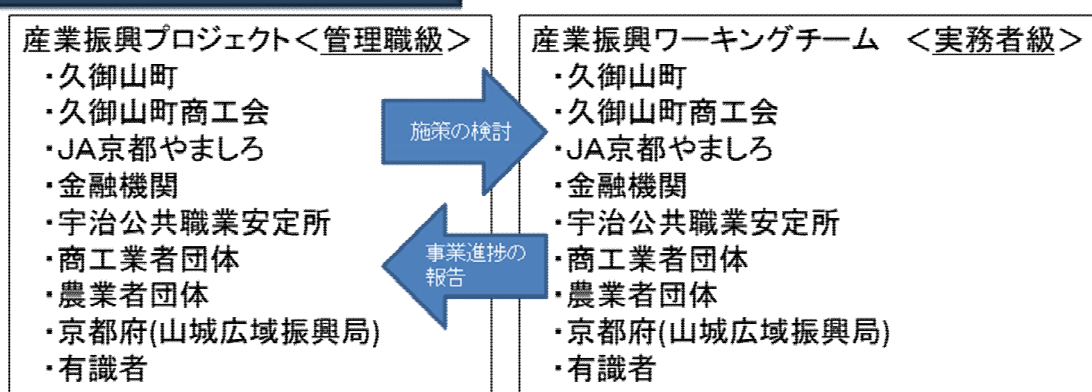 産業振興プロジェクト＜管理職級＞
・久御山町
・久御山町商工会
・JA京都やましろ
・金融機関
・宇治公共職業安定所
・商工業者団体
・農業者団体
・京都府(山城広域振興局)
・有識者
施策の検討
事業進捗の
報告
産業振興ワーキングチーム　＜実務者級＞
・久御山町
・久御山町商工会
・JA京都やましろ
・金融機関
・宇治公共職業安定所
・商工業者団体
・農業者団体
・京都府(山城広域振興局)
・有識者